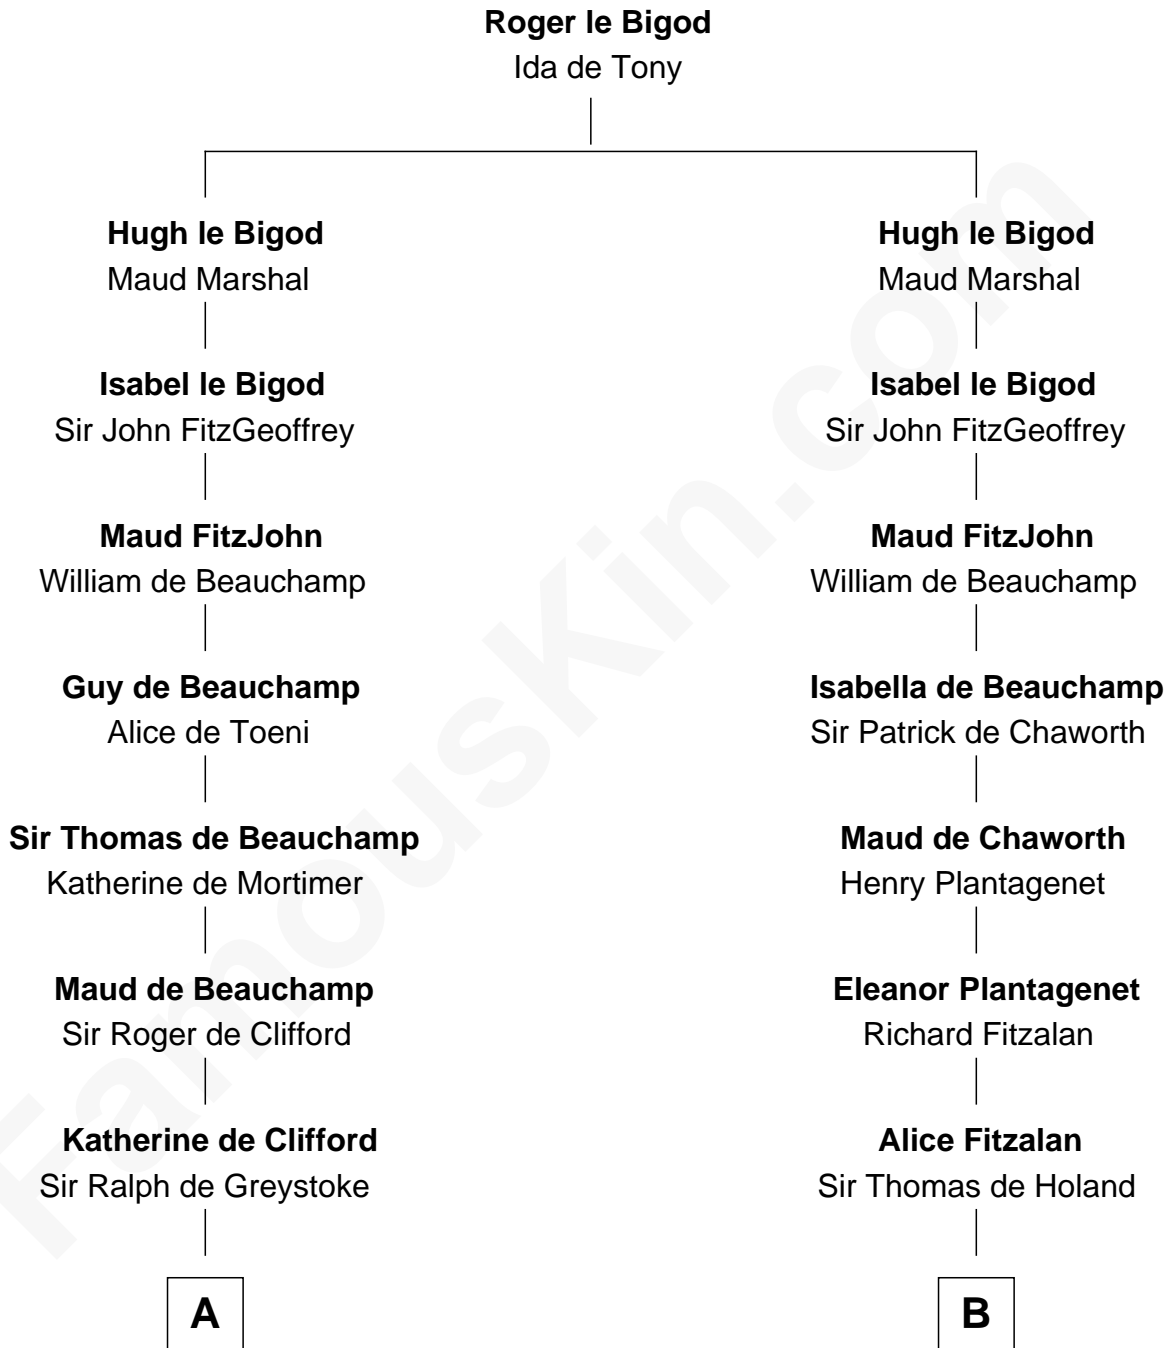 Roger le Bigod
Ida de Tony
Hugh le Bigod
Maud Marshal
Isabel le Bigod
Sir John FitzGeoffrey
Maud FitzJohn
William de Beauchamp
Guy de Beauchamp
Alice de Toeni
Sir Thomas de Beauchamp
Katherine de Mortimer
Maud de Beauchamp
Sir Roger de Clifford
Katherine de Clifford
Sir Ralph de Greystoke
A
Hugh le Bigod
Maud Marshal
Isabel le Bigod
Sir John FitzGeoffrey
Maud FitzJohn
William de Beauchamp
Isabella de Beauchamp
Sir Patrick de Chaworth
Maud de Chaworth
Henry Plantagenet
Eleanor Plantagenet
Richard Fitzalan
Alice Fitzalan
Sir Thomas de Holand
B
FamousKin.com